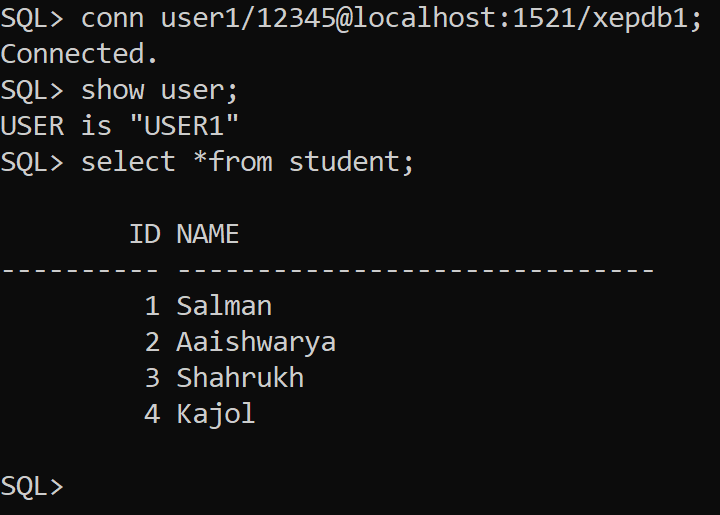 SQL> conn user1/12345@localhost:1521/xepdb1;
Connected.
SQL> show user;
USER is "USER1"
SQL> select *from student;
        ID NAME
---------- ------------------------------
         1 Salman
         2 Aaishwarya
         3 Shahrukh
         4 Kajol
SQL>